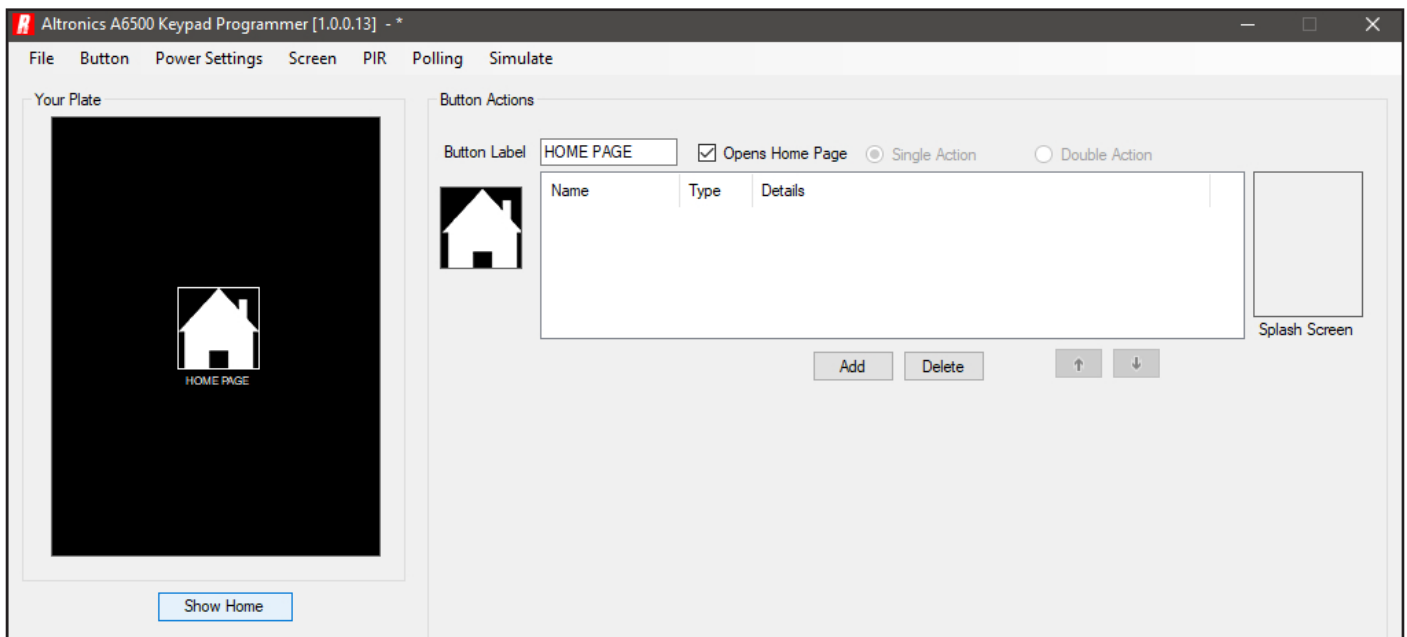 Altronics A6500 Keypad Programmer [1.0.0.13] - *
File Button Power Settings Screen PIR Polling Simulate
Your Plate
HOME PAGE
Show Home
Button Actions
Button Label HOME PAGE Opens Home Page Single Action Double Action
Name Type Details
Splash Screen
Add Delete